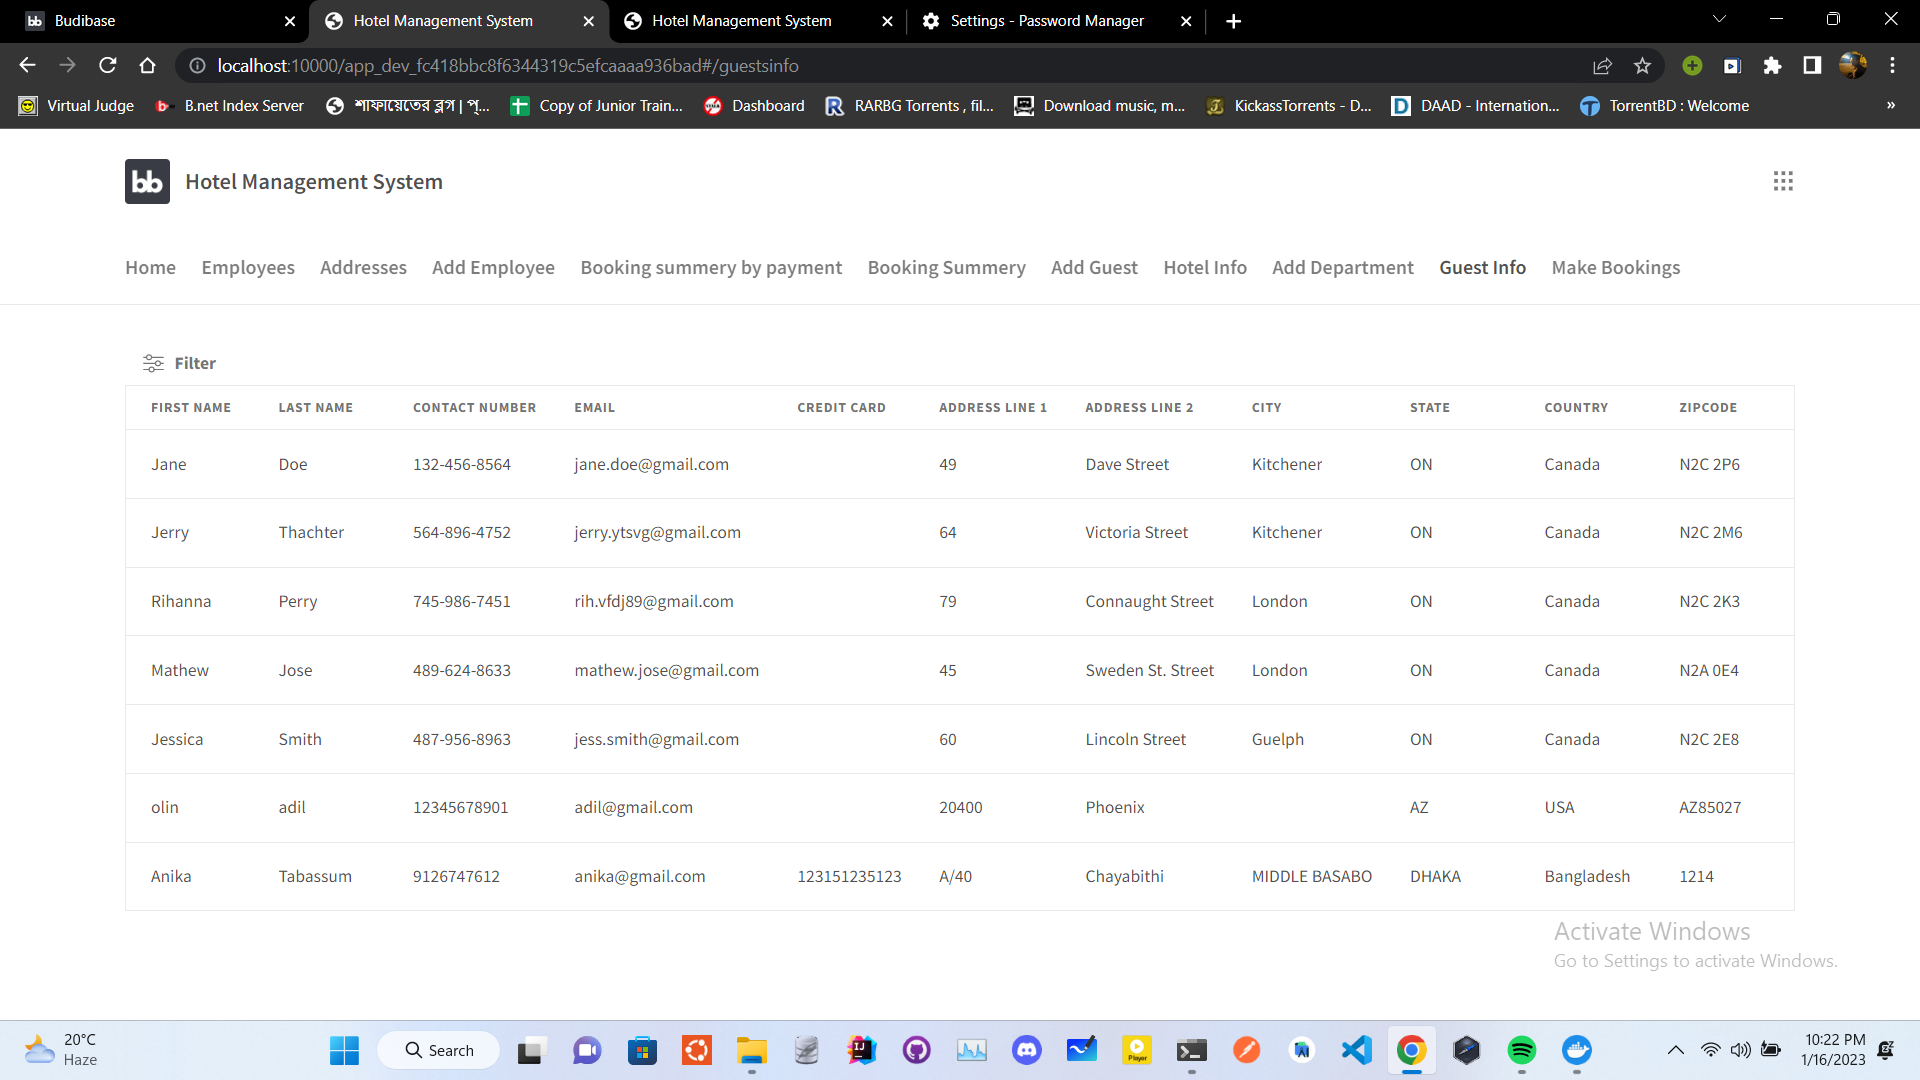 Budibase
Hotel Management System
Hotel Management System
Settings - Password Manager
localhost:10000/app_dev_fc418bbc8f6344319c5efcaaaa936bad#/guestsinfo
Virtual Judge
B.net Index Server
শাফায়েতের ব্লগ | প্...
Copy of Junior Train...
Dashboard
RARBG Torrents , fil...
Download music, m...
KickassTorrents - D...
DAAD - Internation...
TorrentBD : Welcome
»
bb Hotel Management System
Home Employees Addresses Add Employee Booking summery by payment Booking Summery Add Guest Hotel Info Add Department Guest Info Make Bookings
Filter
FIRST NAME LAST NAME CONTACT NUMBER EMAIL CREDIT CARD ADDRESS LINE 1 ADDRESS LINE 2 CITY STATE COUNTRY ZIPCODE
Jane Doe 132-456-8564 jane.doe@gmail.com 49 Dave Street Kitchener ON Canada N2C 2P6
Jerry Thachter 564-896-4752 jerry.ytsvg@gmail.com 64 Victoria Street Kitchener ON Canada N2C 2M6
Rihanna Perry 745-986-7451 rih.vfdj89@gmail.com 79 Connaught Street London ON Canada N2C 2K3
Mathew Jose 489-624-8633 mathew.jose@gmail.com 45 Sweden St. Street London ON Canada N2A 0E4
Jessica Smith 487-956-8963 jess.smith@gmail.com 60 Lincoln Street Guelph ON Canada N2C 2E8
olin adil 12345678901 adil@gmail.com 20400 Phoenix AZ USA AZ85027
Anika Tabassum 9126747612 anika@gmail.com 123151235123 A/40 Chayabithi MIDDLE BASABO DHAKA Bangladesh 1214
Activate Windows
Go to Settings to activate Windows.
20°C
Haze
Search
10:22 PM
1/16/2023